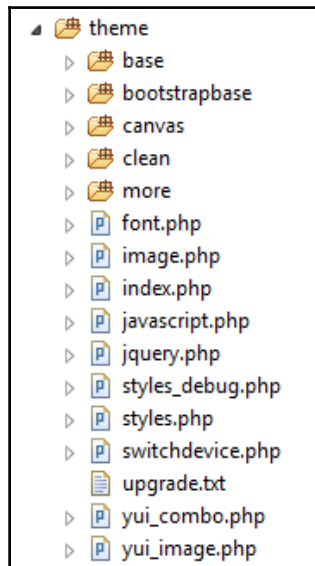 theme
base
bootstrapbase
canvas
clean
more
font.php
image.php
index.php
javascript.php
jquery.php
styles_debug.php
styles.php
switchdevice.php
upgrade.txt
yui_combo.php
yui_image.php